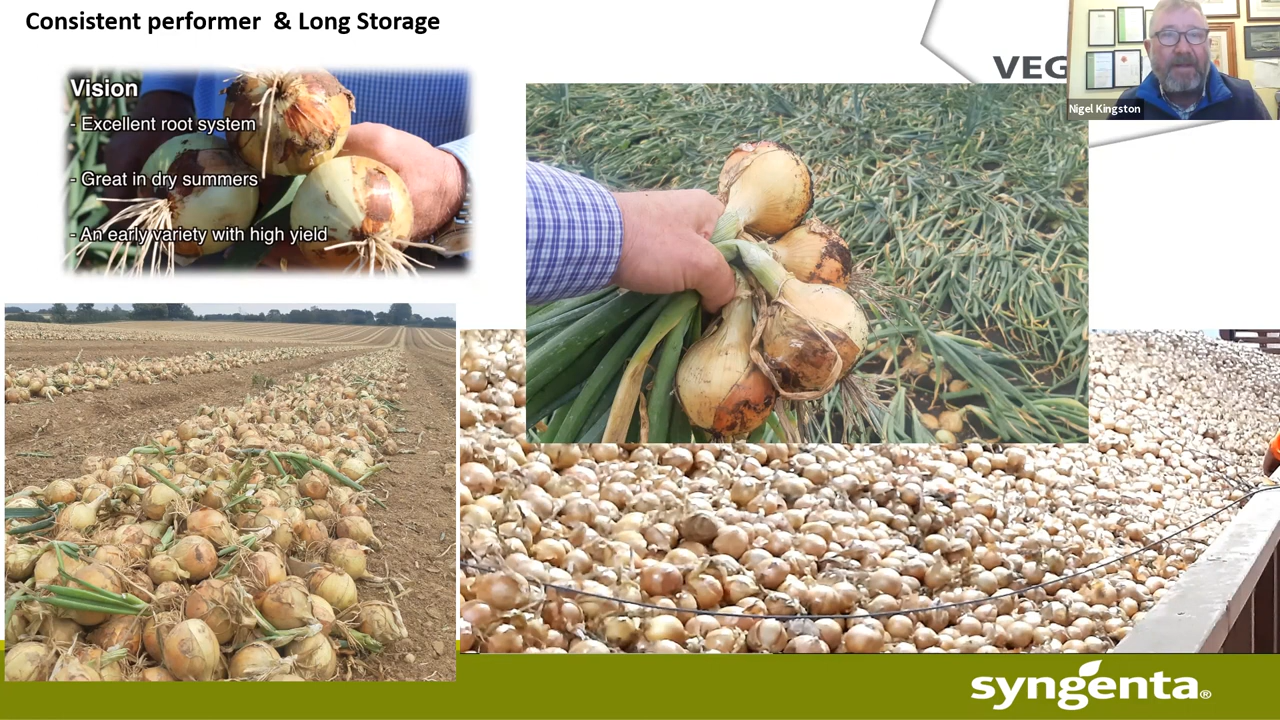 Consistent performer & Long Storage
Vision
- Excellent root system
- Great in dry summers
- An early variety with high yield
VEG
Nigel Kingston
syngenta®